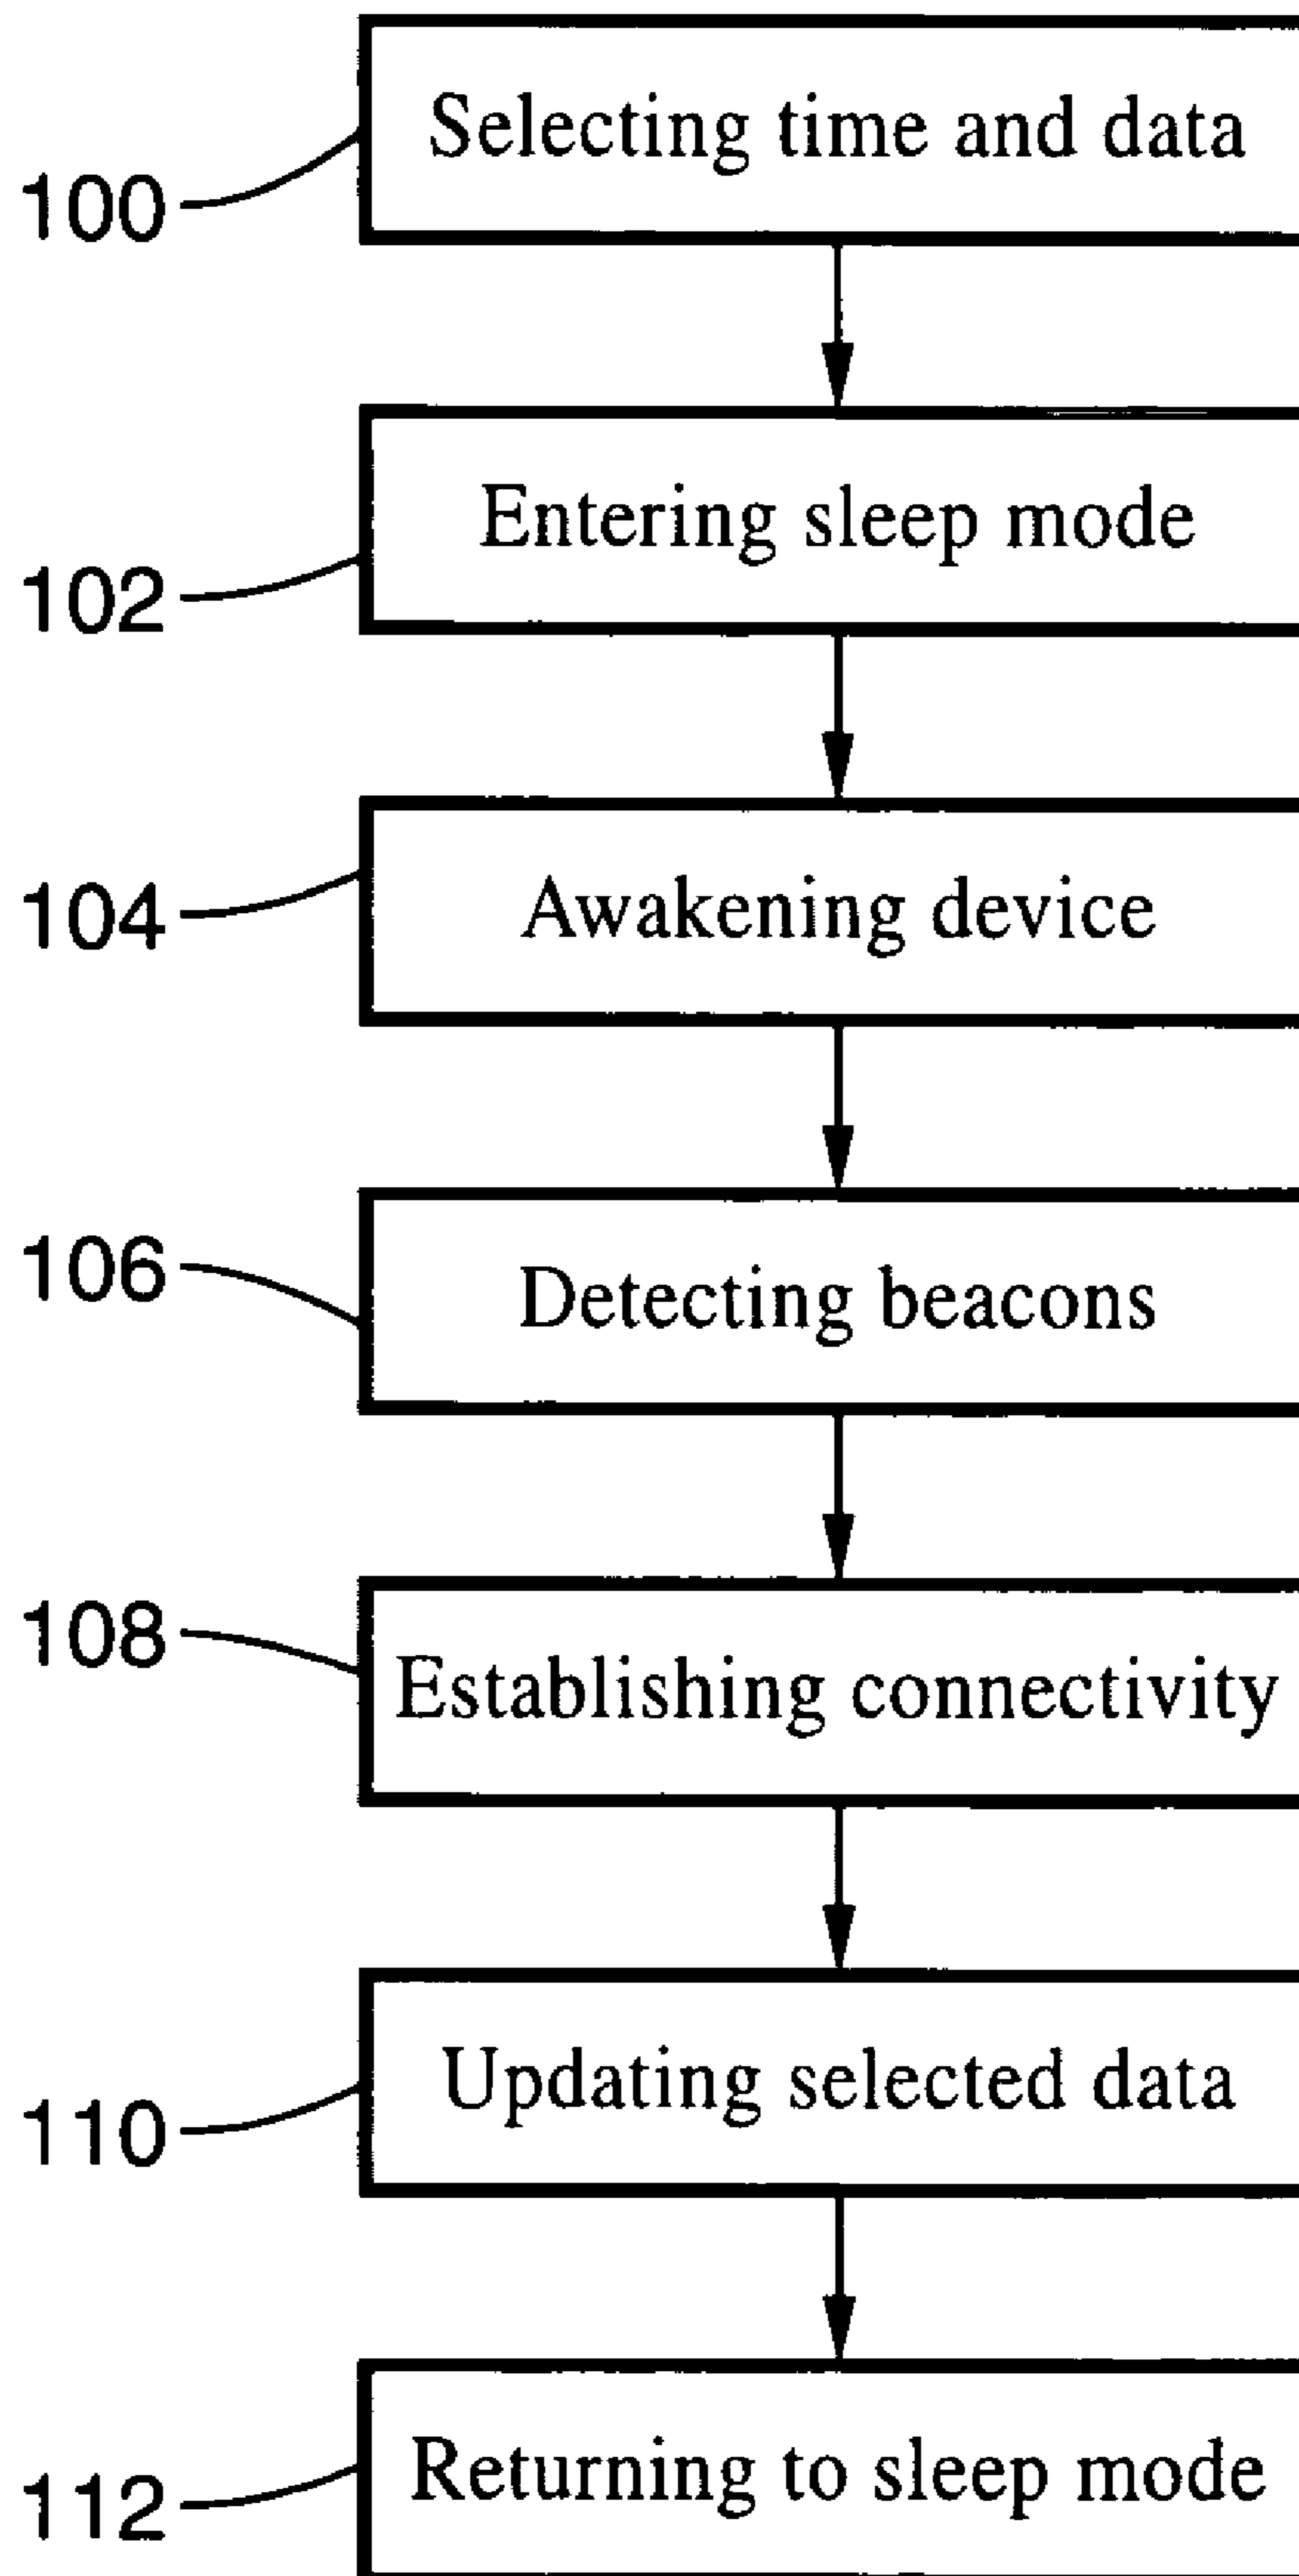 Selecting time and data
100
Entering sleep mode
102
Awakening device
104
Detecting beacons
106
Establishing connectivity
108
Updating selected data
110
Returning to sleep mode
112